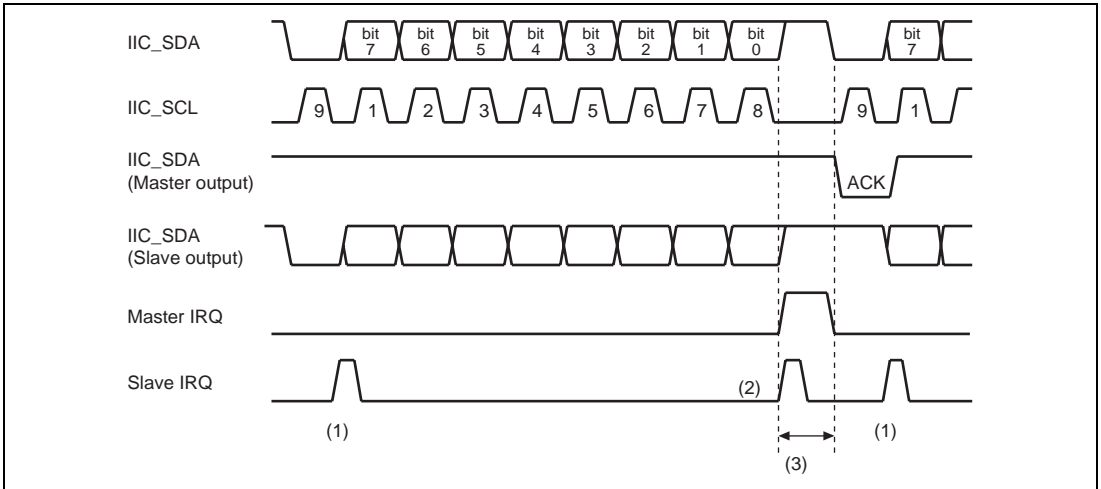 IIC_SDA
bit 7 bit 6 bit 5 bit 4 bit 3 bit 2 bit 1 bit 0 bit 7
IIC_SCL
9 1 2 3 4 5 6 7 8 9 1
IIC_SDA
(Master output)
ACK
IIC_SDA
(Slave output)
Master IRQ
Slave IRQ
(2)
(1) (1)
(3)